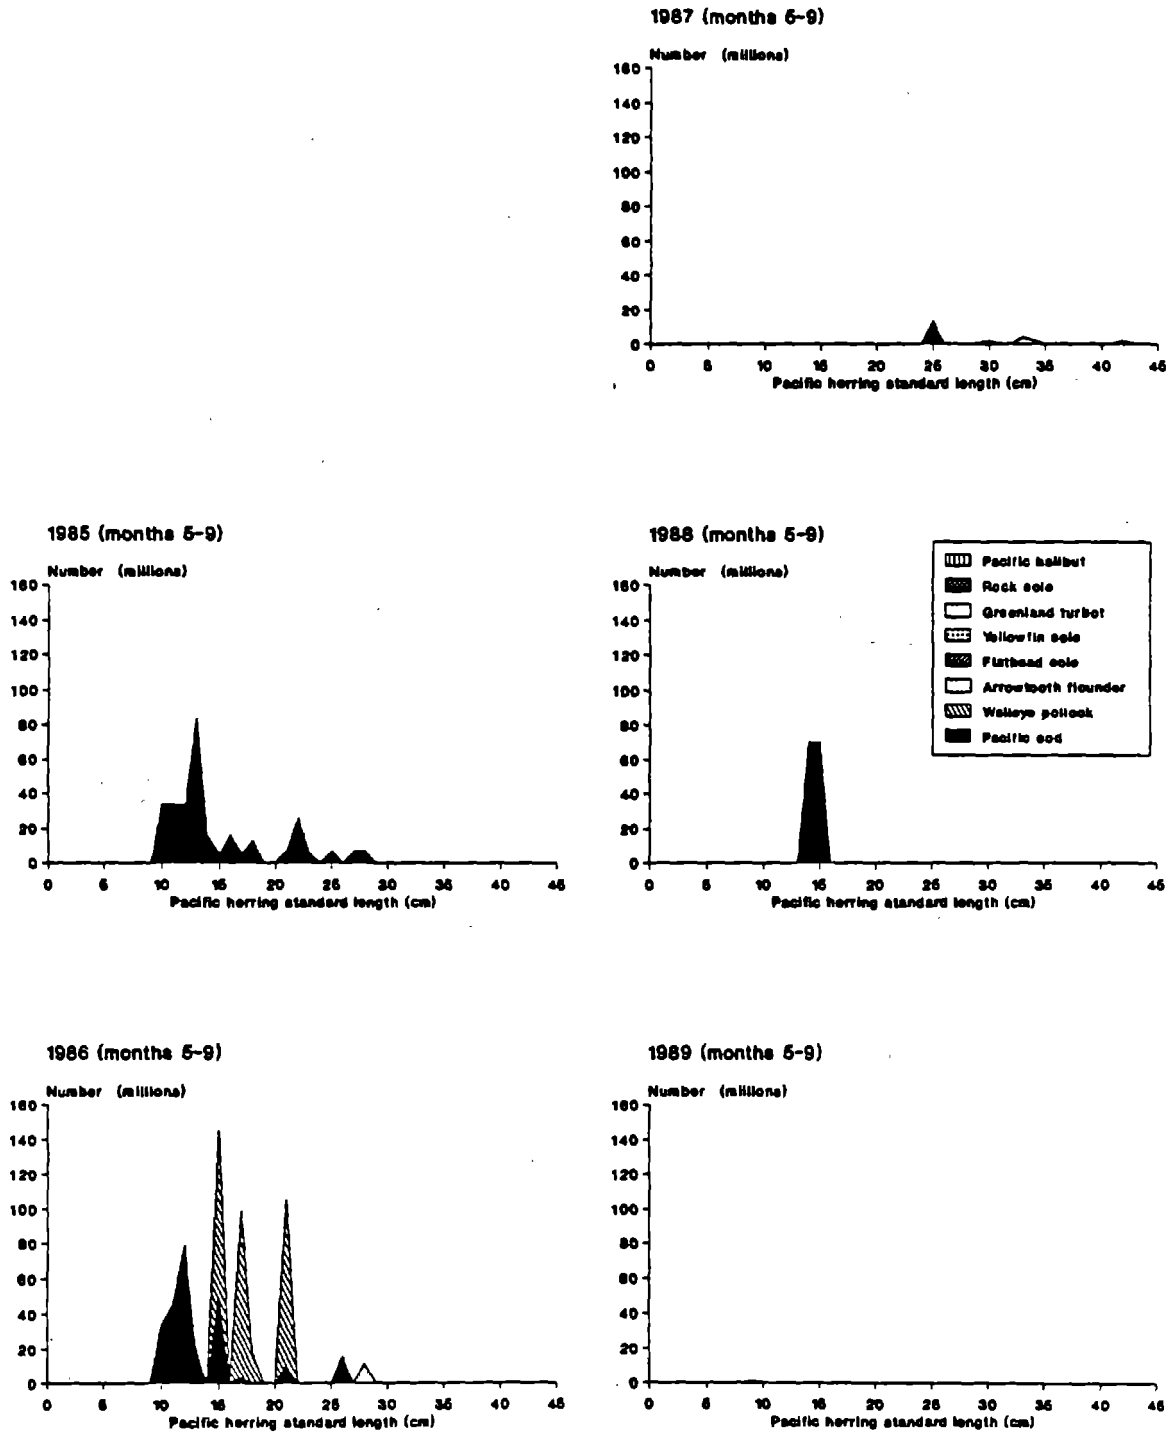 1987 (months 5-9)
Number (millions)
160
140
120
100
80
60
40
20
0
0 5 10 15 20 25 30 35 40 45
Pacific herring standard length (cm)
1985 (months 5-9)
Number (millions)
160
140
120
100
80
60
40
20
0
0 5 10 15 20 25 30 35 40 45
Pacific herring standard length (cm)
1988 (months 5-9)
Number (millions)
160
140
120
100
80
60
40
20
0
0 5 10 15 20 25 30 35 40 45
Pacific herring standard length (cm)
Pacific halibut
Rock sole
Greenland turbot
Yellowfin sole
Flathead sole
Arrowtooth flounder
Walleye pollock
Pacific cod
1986 (months 5-9)
Number (millions)
160
140
120
100
80
60
40
20
0
0 5 10 15 20 25 30 35 40 45
Pacific herring standard length (cm)
1989 (months 5-9)
Number (millions)
160
140
120
100
80
60
40
20
0
0 5 10 15 20 25 30 35 40 45
Pacific herring standard length (cm)